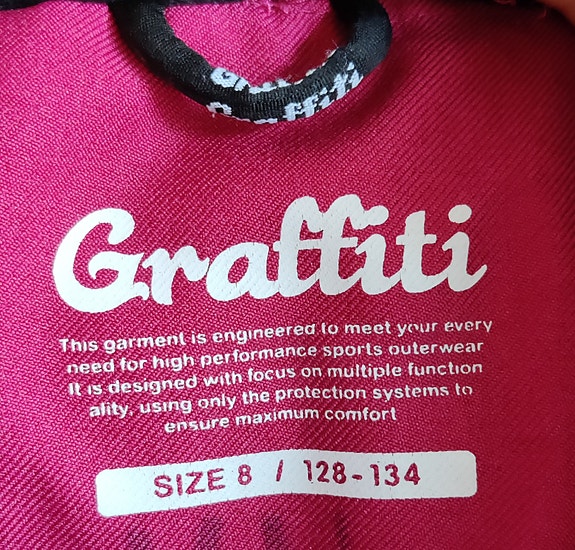 Graffiti
Graffiti
This garment is engineered to meet your every
need for high performance sports outerwear
It is designed with focus on multiple function
ality, using only the protection systems to
ensure maximum comfort
SIZE 8 / 128-134